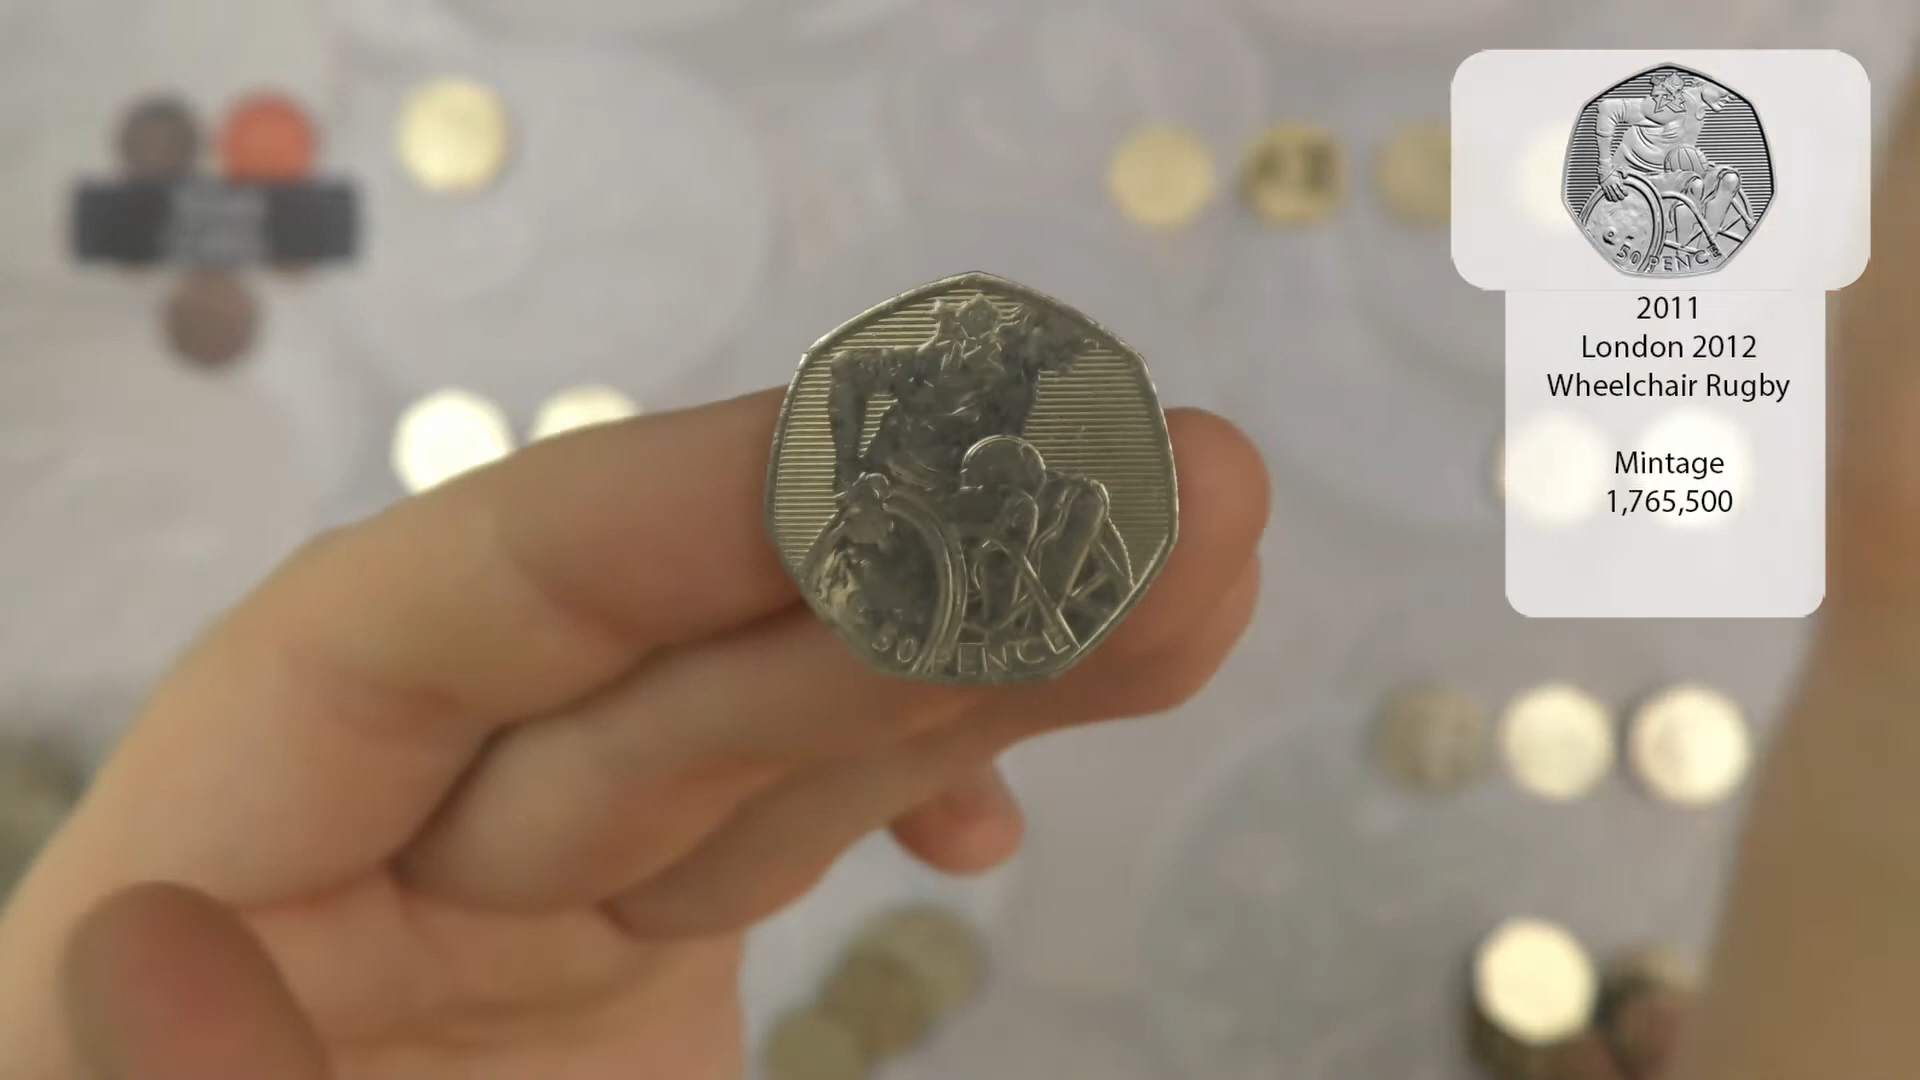 50 PENCE
50 PENCE
2011
London 2012
Wheelchair Rugby
Mintage
1,765,500